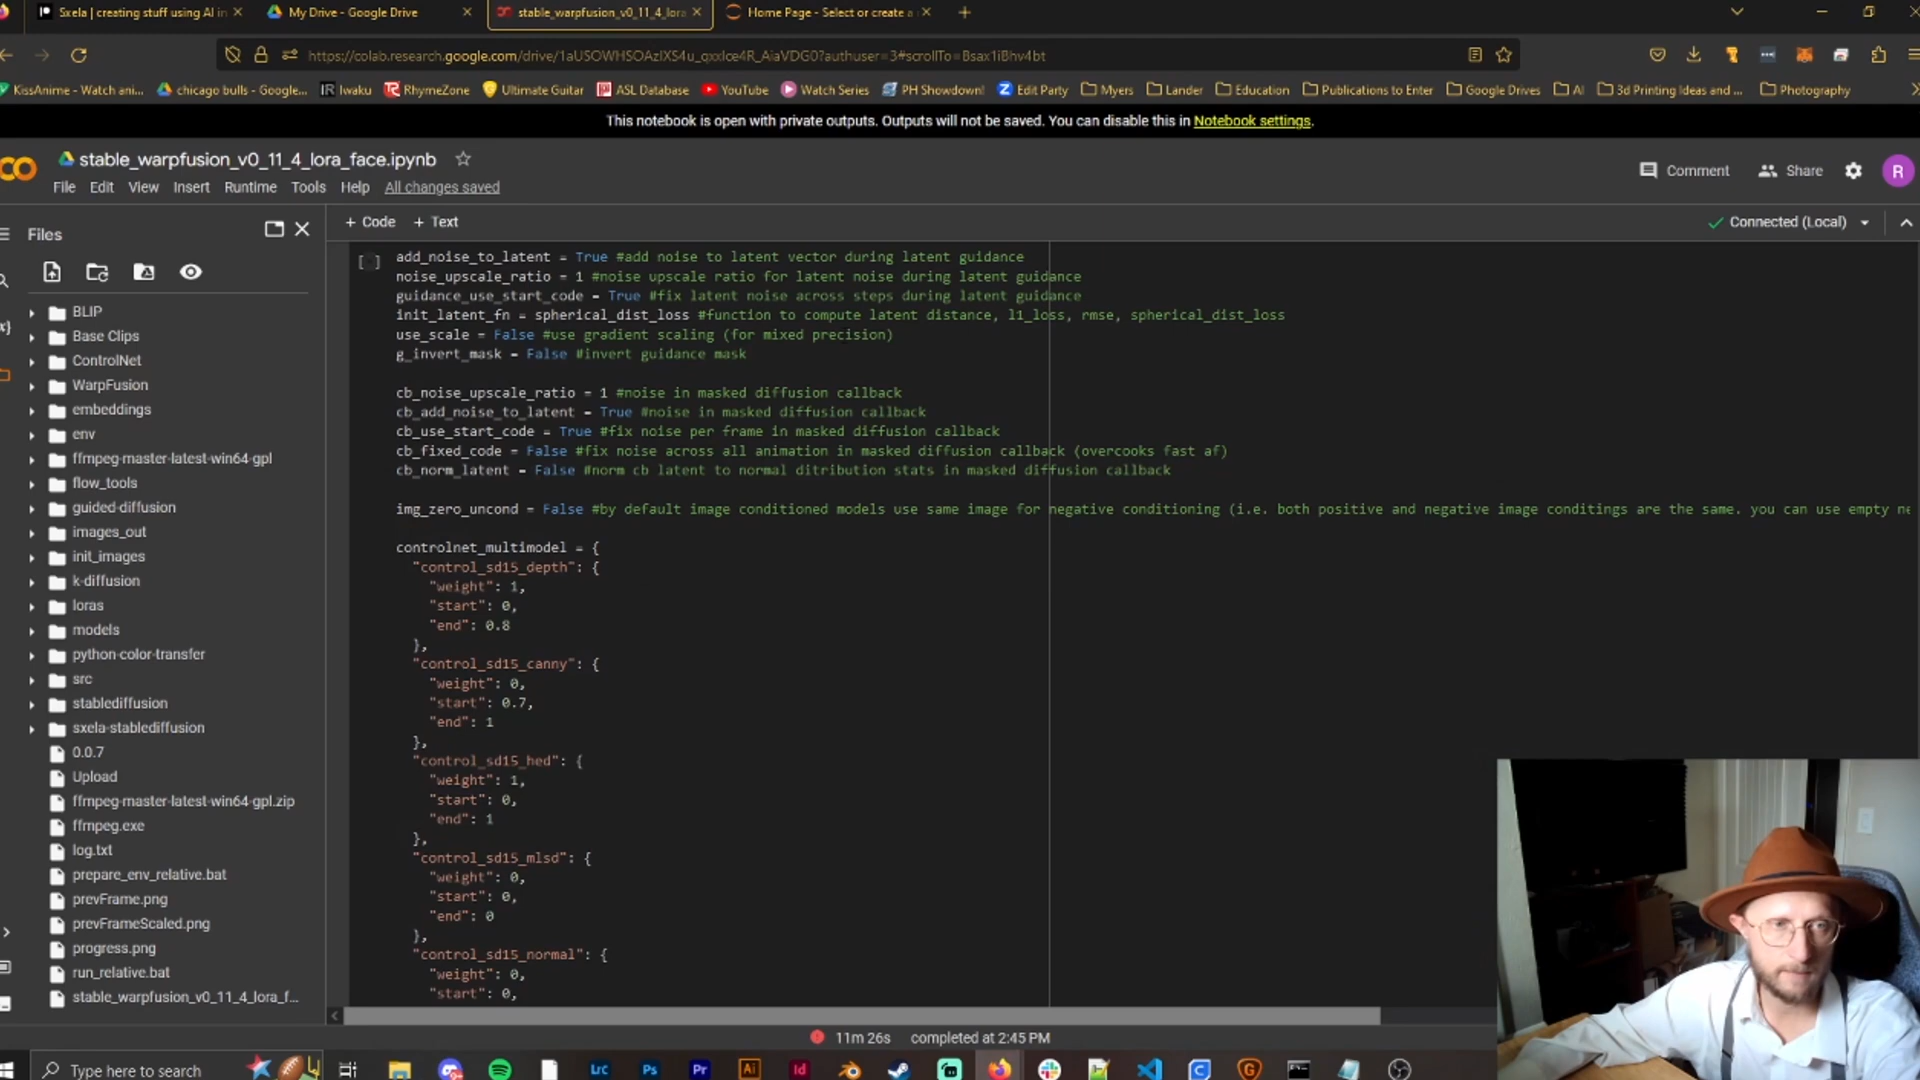 Sxela | creating stuff using AI in
My Drive - Google Drive
stable_warpfusion_v0_11_4_lora
Home Page - Select or create a
https://colab.research.google.com/drive/1aUSOWHSOAzIXS4u_qxxlce4R_AiaVDG0?authuser=3#scrollTo=Bsax1iBhv4bt
KissAnime - Watch ani...
chicago bulls - Google...
Iwaku
RhymeZone
Ultimate Guitar
ASL Database
YouTube
Watch Series
PH Showdown!
Edit Party
Myers
Lander
Education
Publications to Enter
Google Drives
AI
3d Printing Ideas and ...
Photography
This notebook is open with private outputs. Outputs will not be saved. You can disable this in Notebook settings.
stable_warpfusion_v0_11_4_lora_face.ipynb
Comment
Share
R
File Edit View Insert Runtime Tools Help All changes saved
Files
+ Code + Text
Connected (Local)
BLIP
Base Clips
ControlNet
WarpFusion
embeddings
env
ffmpeg-master-latest-win64-gpl
flow_tools
guided-diffusion
images_out
init_images
k-diffusion
loras
models
python-color-transfer
src
stablediffusion
sxela-stablediffusion
0.0.7
Upload
ffmpeg-master-latest-win64-gpl.zip
ffmpeg.exe
log.txt
prepare_env_relative.bat
prevFrame.png
prevFrameScaled.png
progress.png
run_relative.bat
stable_warpfusion_v0_11_4_lora_f...
[ ]
add_noise_to_latent = True #add noise to latent vector during latent guidance
noise_upscale_ratio = 1 #noise upscale ratio for latent noise during latent guidance
guidance_use_start_code = True #fix latent noise across steps during latent guidance
init_latent_fn = spherical_dist_loss #function to compute latent distance, l1_loss, rmse, spherical_dist_loss
use_scale = False #use gradient scaling (for mixed precision)
g_invert_mask = False #invert guidance mask
cb_noise_upscale_ratio = 1 #noise in masked diffusion callback
cb_add_noise_to_latent = True #noise in masked diffusion callback
cb_use_start_code = True #fix noise per frame in masked diffusion callback
cb_fixed_code = False #fix noise across all animation in masked diffusion callback (overcooks fast af)
cb_norm_latent = False #norm cb latent to normal ditribution stats in masked diffusion callback
img_zero_uncond = False #by default image conditioned models use same image for negative conditioning (i.e. both positive and negative image conditings are the same. you can use empty ne
controlnet_multimodel = {
"control_sd15_depth": {
"weight": 1,
"start": 0,
"end": 0.8
},
"control_sd15_canny": {
"weight": 0,
"start": 0.7,
"end": 1
},
"control_sd15_hed": {
"weight": 1,
"start": 0,
"end": 1
},
"control_sd15_mlsd": {
"weight": 0,
"start": 0,
"end": 0
},
"control_sd15_normal": {
"weight": 0,
"start": 0,
11m 26s completed at 2:45 PM
Type here to search
Lrc
Ps
Pr
Ai
Id